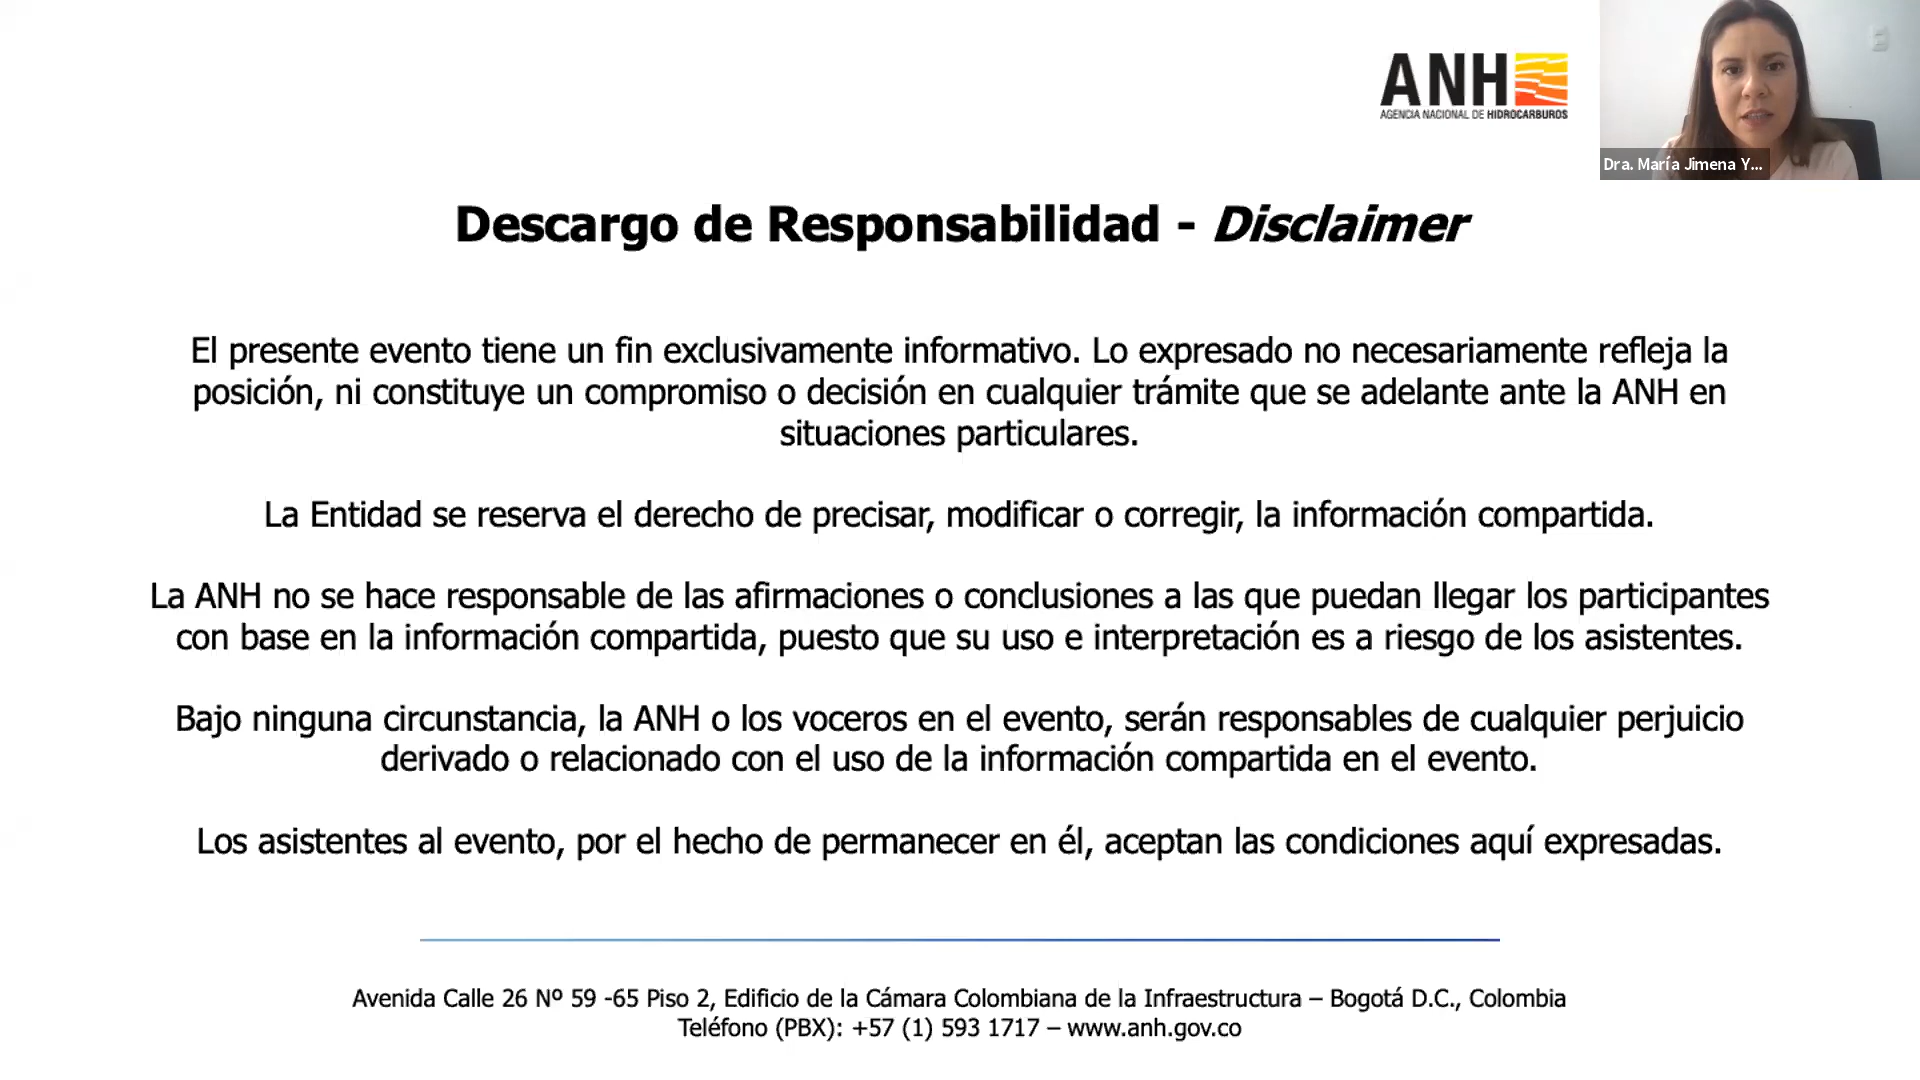 ANH
AGENCIA NACIONAL DE HIDROCARBUROS
Dra. María Jimena Y...
Descargo de Responsabilidad - Disclaimer
El presente evento tiene un fin exclusivamente informativo. Lo expresado no necesariamente refleja la
posición, ni constituye un compromiso o decisión en cualquier trámite que se adelante ante la ANH en
situaciones particulares.
La Entidad se reserva el derecho de precisar, modificar o corregir, la información compartida.
La ANH no se hace responsable de las afirmaciones o conclusiones a las que puedan llegar los participantes
con base en la información compartida, puesto que su uso e interpretación es a riesgo de los asistentes.
Bajo ninguna circunstancia, la ANH o los voceros en el evento, serán responsables de cualquier perjuicio
derivado o relacionado con el uso de la información compartida en el evento.
Los asistentes al evento, por el hecho de permanecer en él, aceptan las condiciones aquí expresadas.
Avenida Calle 26 Nº 59 -65 Piso 2, Edificio de la Cámara Colombiana de la Infraestructura – Bogotá D.C., Colombia
Teléfono (PBX): +57 (1) 593 1717 – www.anh.gov.co